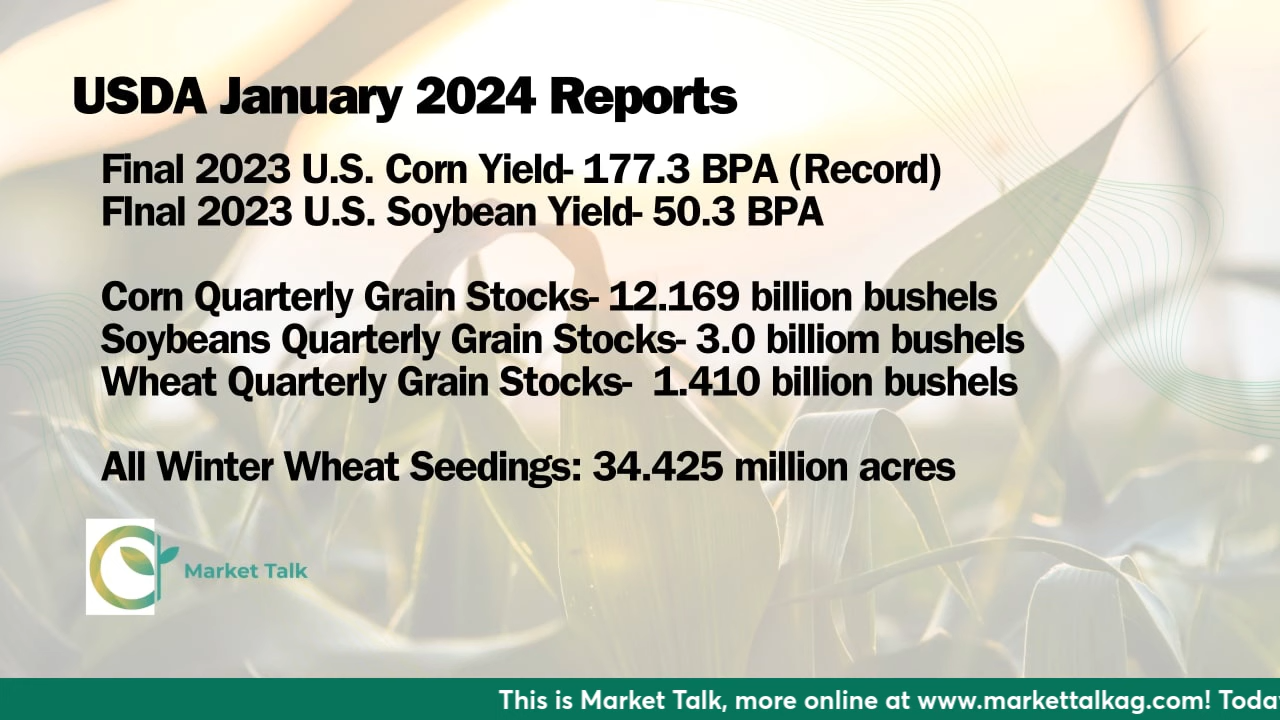 USDA January 2024 Reports
Final 2023 U.S. Corn Yield- 177.3 BPA (Record)
FInal 2023 U.S. Soybean Yield- 50.3 BPA
Corn Quarterly Grain Stocks- 12.169 billion bushels
Soybeans Quarterly Grain Stocks- 3.0 billiom bushels
Wheat Quarterly Grain Stocks-  1.410 billion bushels
All Winter Wheat Seedings: 34.425 million acres
Market Talk
This is Market Talk, more online at www.markettalkag.com! Toda